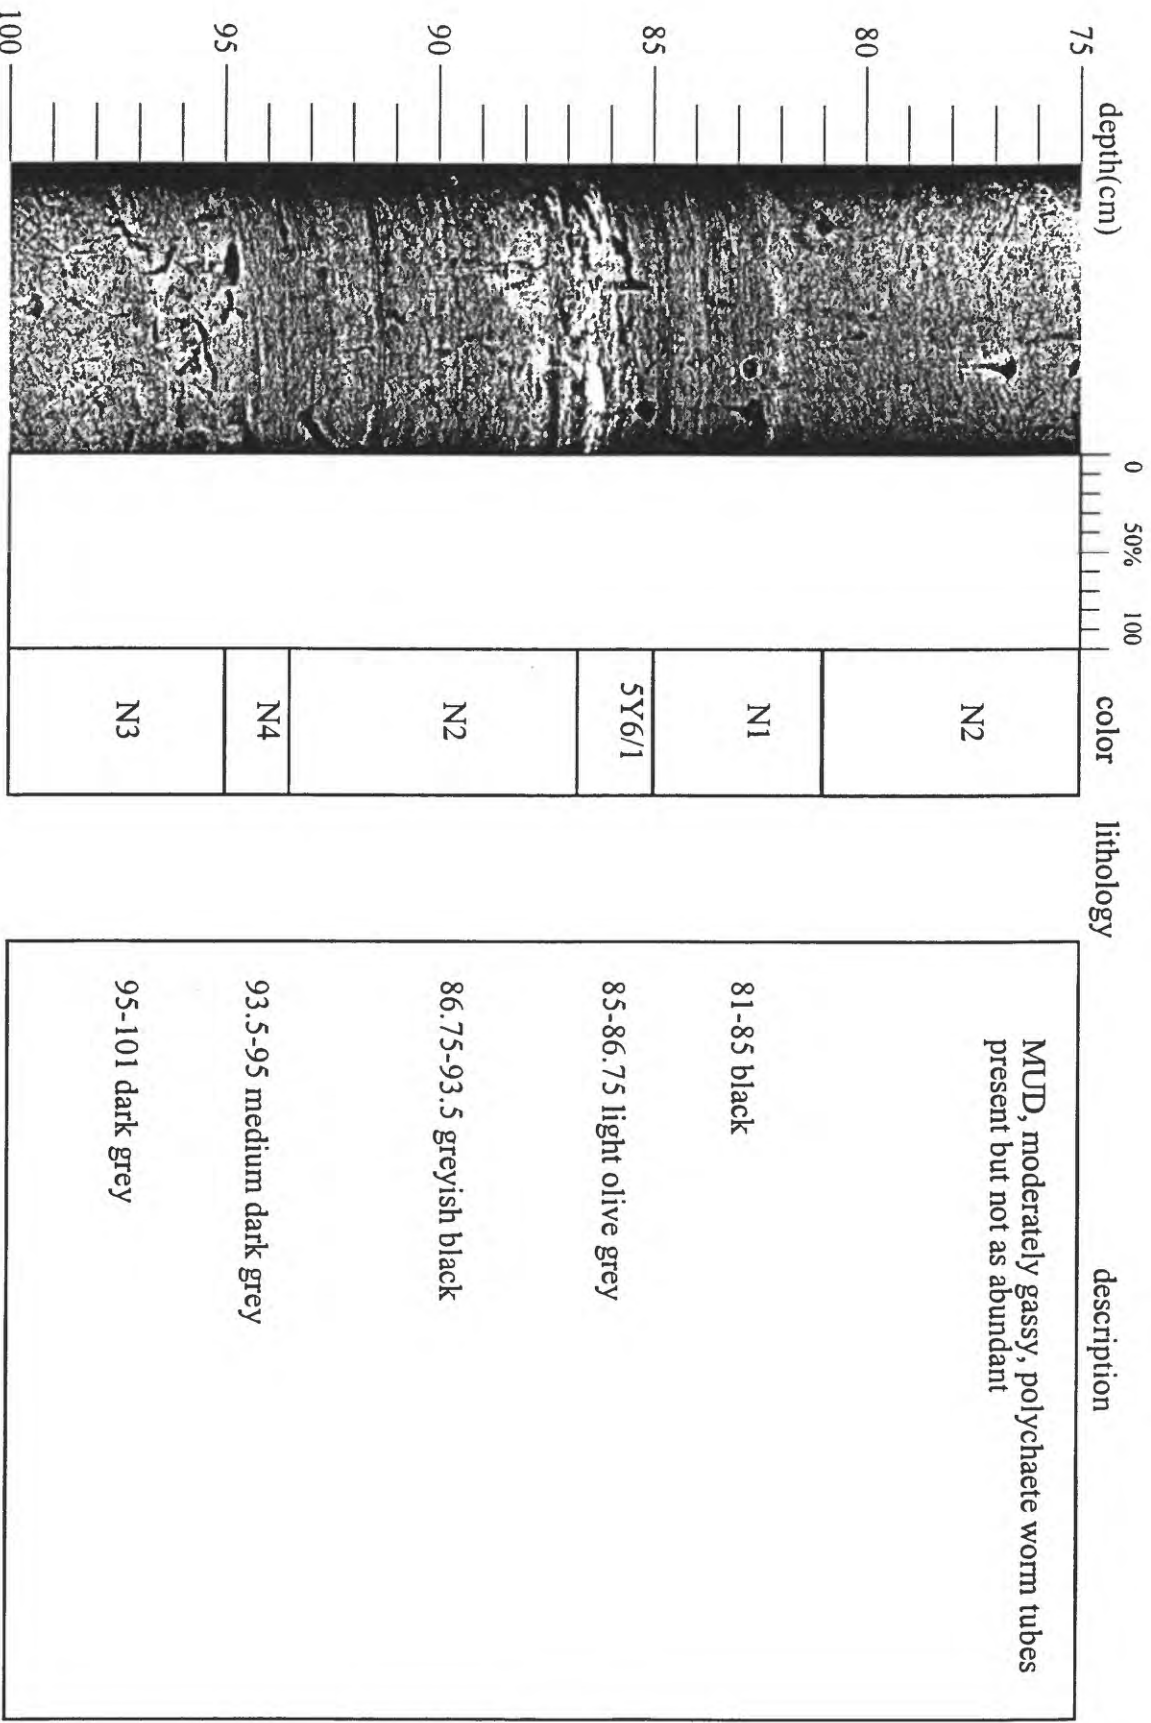 depth(cm)
0 50% 100
color
lithology
description
75
80
85
90
95
100
N2
N1
5Y6/1
N2
N4
N3
MUD, moderately gassy, polychaete worm tubes
present but not as abundant
81-85 black
85-86.75 light olive grey
86.75-93.5 greyish black
93.5-95 medium dark grey
95-101 dark grey